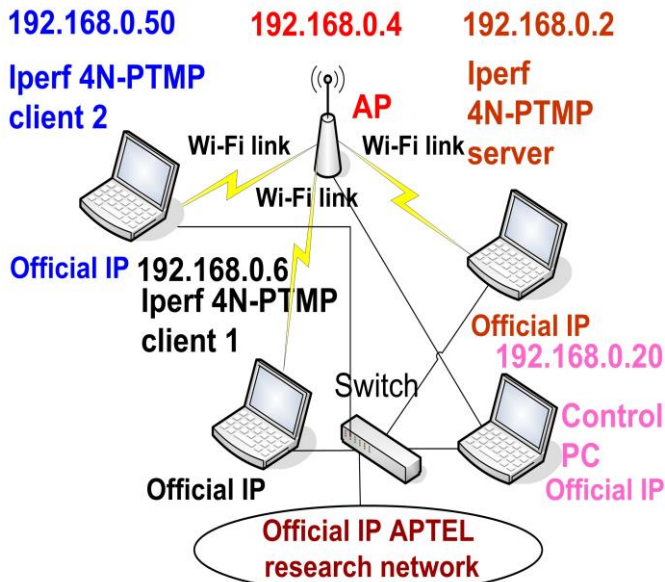 192.168.0.50
192.168.0.4
192.168.0.2
Iperf 4N-PTMP
client 2
AP
Iperf
4N-PTMP
server
Wi-Fi link
Wi-Fi link
Wi-Fi link
Official IP
192.168.0.6
Iperf 4N-PTMP
client 1
Official IP
192.168.0.20
Switch
Control
PC
Official IP
Official IP
Official IP APTEL
research network